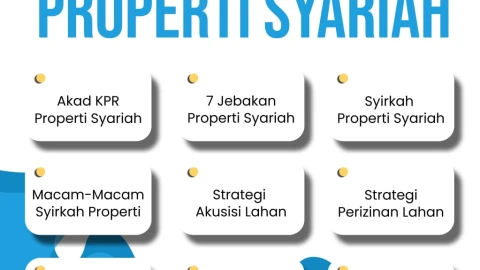 PROPERTI SYARIAH
Akad KPR
Properti Syariah
7 Jebakan
Properti Syariah
Syirkah
Properti Syariah
Macam-Macam
Syirkah Properti
Strategi
Akusisi Lahan
Strategi
Perizinan Lahan